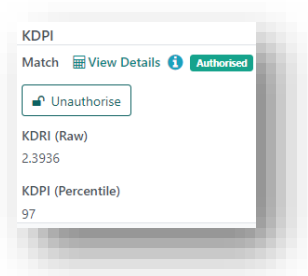 KDPI
Match View Details Authorised
Unauthorise
KDRI (Raw)
2.3936
KDPI (Percentile)
97